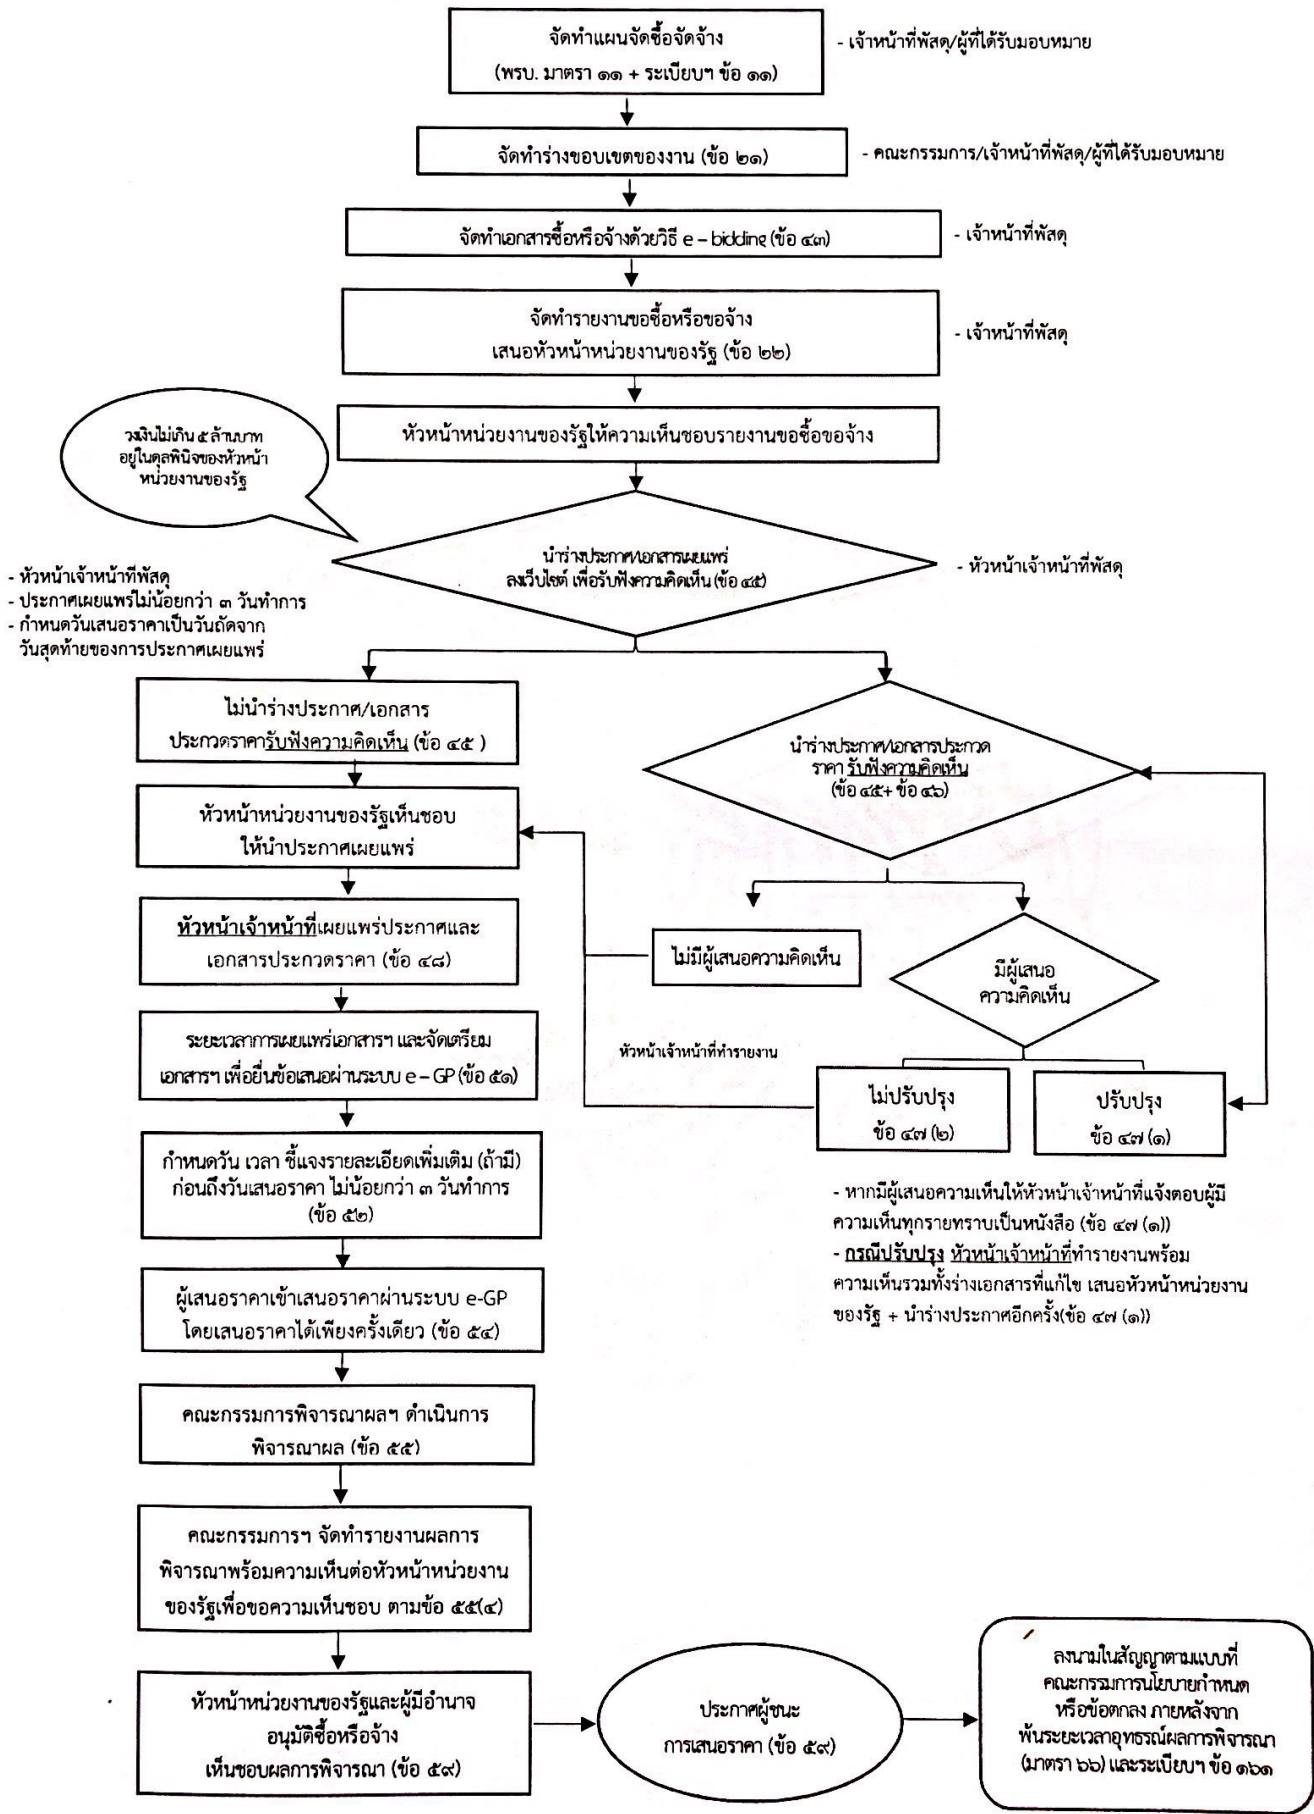 จัดทำแผนจัดซื้อจัดจ้าง
(พรบ. มาตรา ๑๑ + ระเบียบฯ ข้อ ๑๑)
- เจ้าหน้าที่พัสดุ/ผู้ที่ได้รับมอบหมาย
จัดทำร่างขอบเขตของงาน (ข้อ ๒๑)
- คณะกรรมการ/เจ้าหน้าที่พัสดุ/ผู้ที่ได้รับมอบหมาย
จัดทำเอกสารซื้อหรือจ้างด้วยวิธี e – bidding (ข้อ ๔๓)
- เจ้าหน้าที่พัสดุ
จัดทำรายงานขอซื้อหรือขอจ้าง
เสนอหัวหน้าหน่วยงานของรัฐ (ข้อ ๒๒)
- เจ้าหน้าที่พัสดุ
หัวหน้าหน่วยงานของรัฐให้ความเห็นชอบรายงานขอซื้อขอจ้าง
วงเงินไม่เกิน ๕ ล้านบาท
อยู่ในดุลพินิจของหัวหน้า
หน่วยงานของรัฐ
นำร่างประกาศ/เอกสารเผยแพร่
ลงเว็บไซต์ เพื่อรับฟังความคิดเห็น (ข้อ ๔๕)
- หัวหน้าเจ้าหน้าที่พัสดุ
- หัวหน้าเจ้าหน้าที่พัสดุ
- ประกาศเผยแพร่ไม่น้อยกว่า ๓ วันทำการ
- กำหนดวันเสนอราคาเป็นวันถัดจาก
วันสุดท้ายของการประกาศเผยแพร่
ไม่นำร่างประกาศ/เอกสาร
ประกวดราคารับฟังความคิดเห็น (ข้อ ๔๕ )
นำร่างประกาศ/เอกสารประกวด
ราคา รับฟังความคิดเห็น
(ข้อ ๔๕+ ข้อ ๔๖)
หัวหน้าหน่วยงานของรัฐเห็นชอบ
ให้นำประกาศเผยแพร่
หัวหน้าเจ้าหน้าที่เผยแพร่ประกาศและ
เอกสารประกวดราคา (ข้อ ๔๘)
ไม่มีผู้เสนอความคิดเห็น
มีผู้เสนอ
ความคิดเห็น
ระยะเวลาการเผยแพร่เอกสารฯ และจัดเตรียม
เอกสารฯ เพื่อยื่นข้อเสนอผ่านระบบ e – GP (ข้อ ๕๑)
หัวหน้าเจ้าหน้าที่ทำรายงาน
ไม่ปรับปรุง
ข้อ ๔๗ (๒)
ปรับปรุง
ข้อ ๔๗ (๑)
กำหนดวัน เวลา ชี้แจงรายละเอียดเพิ่มเติม (ถ้ามี)
ก่อนถึงวันเสนอราคา ไม่น้อยกว่า ๓ วันทำการ
(ข้อ ๕๒)
- หากมีผู้เสนอความเห็นให้หัวหน้าเจ้าหน้าที่แจ้งตอบผู้มี
ความเห็นทุกรายทราบเป็นหนังสือ (ข้อ ๔๗ (๑))
- กรณีปรับปรุง หัวหน้าเจ้าหน้าที่ทำรายงานพร้อม
ความเห็นรวมทั้งร่างเอกสารที่แก้ไข เสนอหัวหน้าหน่วยงาน
ของรัฐ + นำร่างประกาศอีกครั้ง(ข้อ ๔๗ (๑))
ผู้เสนอราคาเข้าเสนอราคาผ่านระบบ e-GP
โดยเสนอราคาได้เพียงครั้งเดียว (ข้อ ๕๔)
คณะกรรมการพิจารณาผลฯ ดำเนินการ
พิจารณาผล (ข้อ ๕๕)
คณะกรรมการฯ จัดทำรายงานผลการ
พิจารณาพร้อมความเห็นต่อหัวหน้าหน่วยงาน
ของรัฐเพื่อขอความเห็นชอบ ตามข้อ ๕๕(๔)
หัวหน้าหน่วยงานของรัฐและผู้มีอำนาจ
อนุมัติซื้อหรือจ้าง
เห็นชอบผลการพิจารณา (ข้อ ๕๙)
ประกาศผู้ชนะ
การเสนอราคา (ข้อ ๕๙)
ลงนามในสัญญาตามแบบที่
คณะกรรมการนโยบายกำหนด
หรือข้อตกลง ภายหลังจาก
พ้นระยะเวลาอุทธรณ์ผลการพิจารณา
(มาตรา ๖๖) และระเบียบฯ ข้อ ๑๖๑